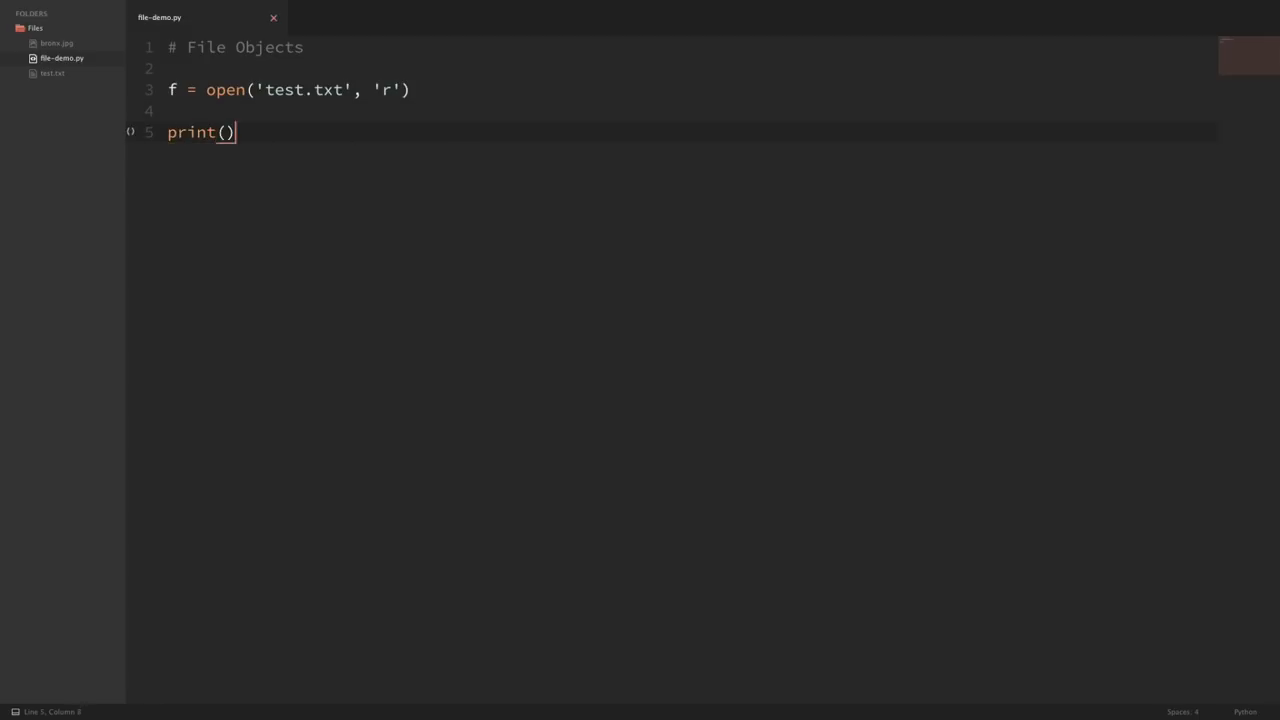 FOLDERS
Files
bronx.jpg
file-demo.py
test.txt
file-demo.py
1 # File Objects
2
3 f = open('test.txt', 'r')
4
() 5 print()
Line 5, Column 8
Spaces: 4
Python